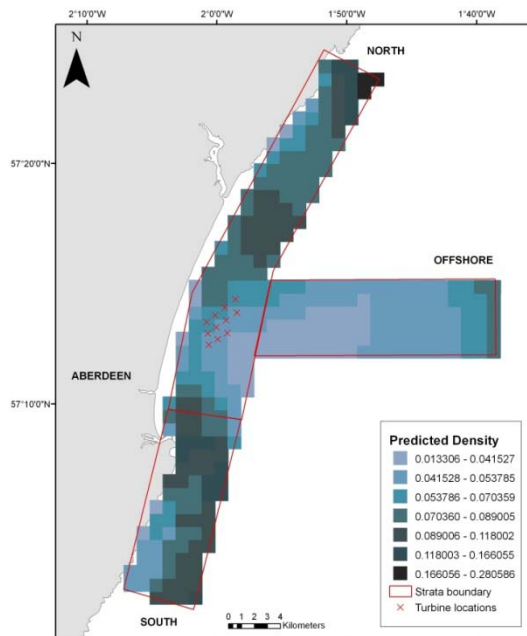 2°10'0"W 2°0'0"W 1°50'0"W 1°40'0"W
N
NORTH
57°20'0"N
OFFSHORE
ABERDEEN
57°10'0"N
Predicted Density
0.013306 - 0.041527
0.041528 - 0.053785
0.053786 - 0.070359
0.070360 - 0.089005
0.089006 - 0.118002
0.118003 - 0.166055
0.166056 - 0.280586
Strata boundary
Turbine locations
0 1 2 3 4
Kilometers
SOUTH